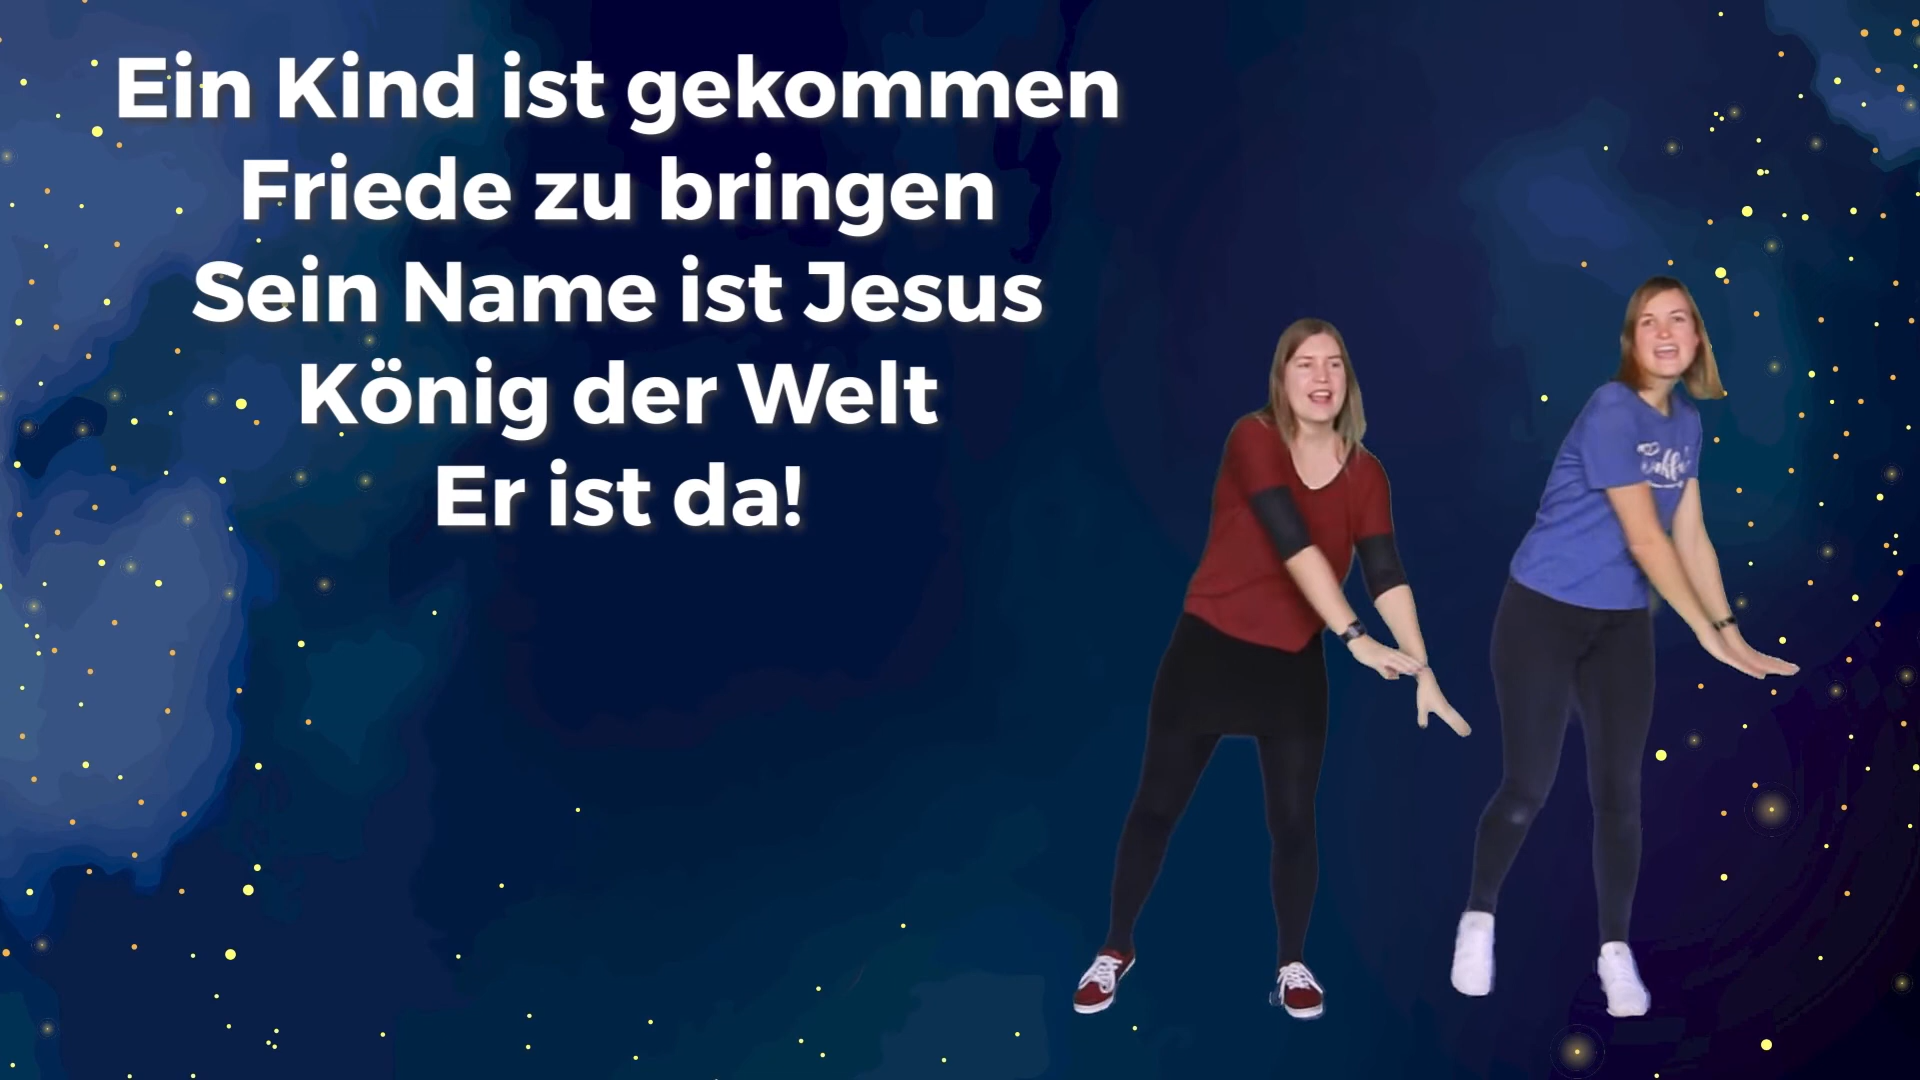 Ein Kind ist gekommen
Friede zu bringen
Sein Name ist Jesus
König der Welt
Er ist da!